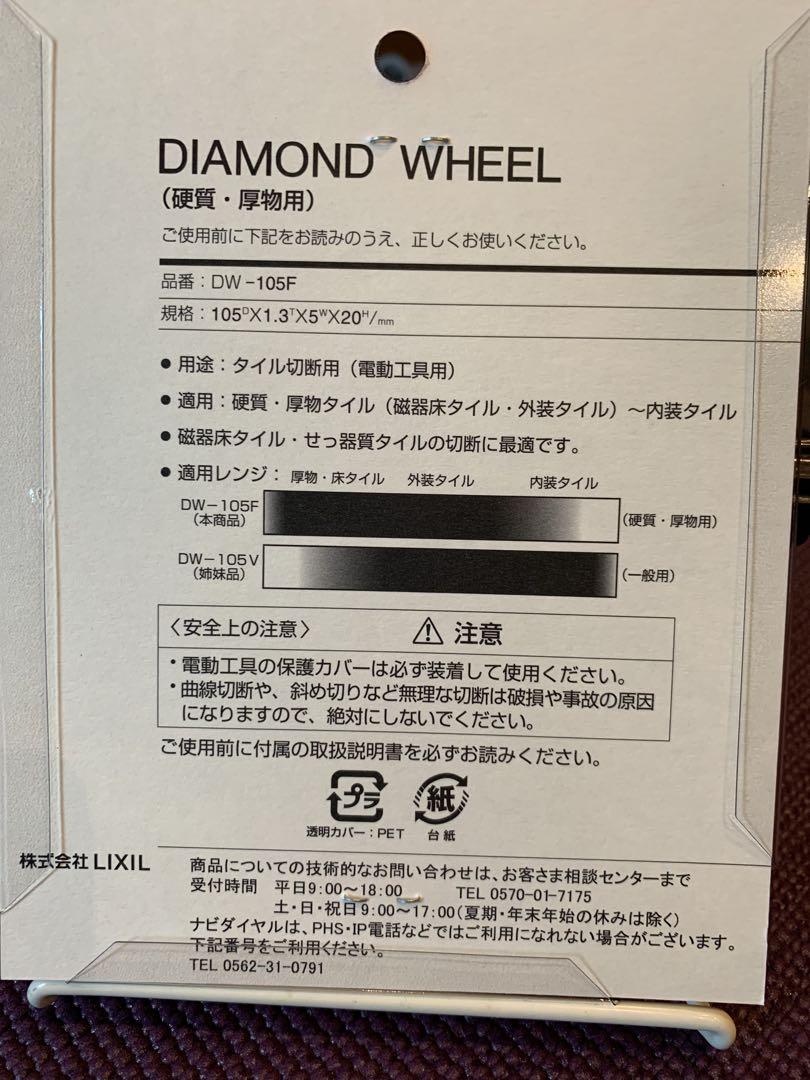 DIAMOND WHEEL
（硬質・厚物用）
ご使用前に下記をお読みのうえ、正しくお使いください。
品番：DW-105F
規格：105ᴰX1.3ᵀX5ᵂX20ᴴ/mm
● 用途：タイル切断用（電動工具用）
● 適用：硬質・厚物タイル（磁器床タイル・外装タイル）～内装タイル
● 磁器床タイル・せっ器質タイルの切断に最適です。
● 適用レンジ： 厚物・床タイル 外装タイル 内装タイル
DW-105F
（本商品）
（硬質・厚物用）
DW-105V
（姉妹品）
（一般用）
〈安全上の注意〉 ⚠ 注意
・電動工具の保護カバーは必ず装着して使用ください。
・曲線切断や、斜め切りなど無理な切断は破損や事故の原因
になりますので、絶対にしないでください。
ご使用前に付属の取扱説明書を必ずお読みください。
プラ 紙
透明カバー：PET 台紙
株式会社 LIXIL
商品についての技術的なお問い合わせは、お客さま相談センターまで
受付時間 平日9:00～18:00 TEL 0570-01-7175
土・日・祝日9:00～17:00（夏期・年末年始の休みは除く）
ナビダイヤルは、PHS・IP電話などではご利用になれない場合がございます。
下記番号をご利用ください。
TEL 0562-31-0791